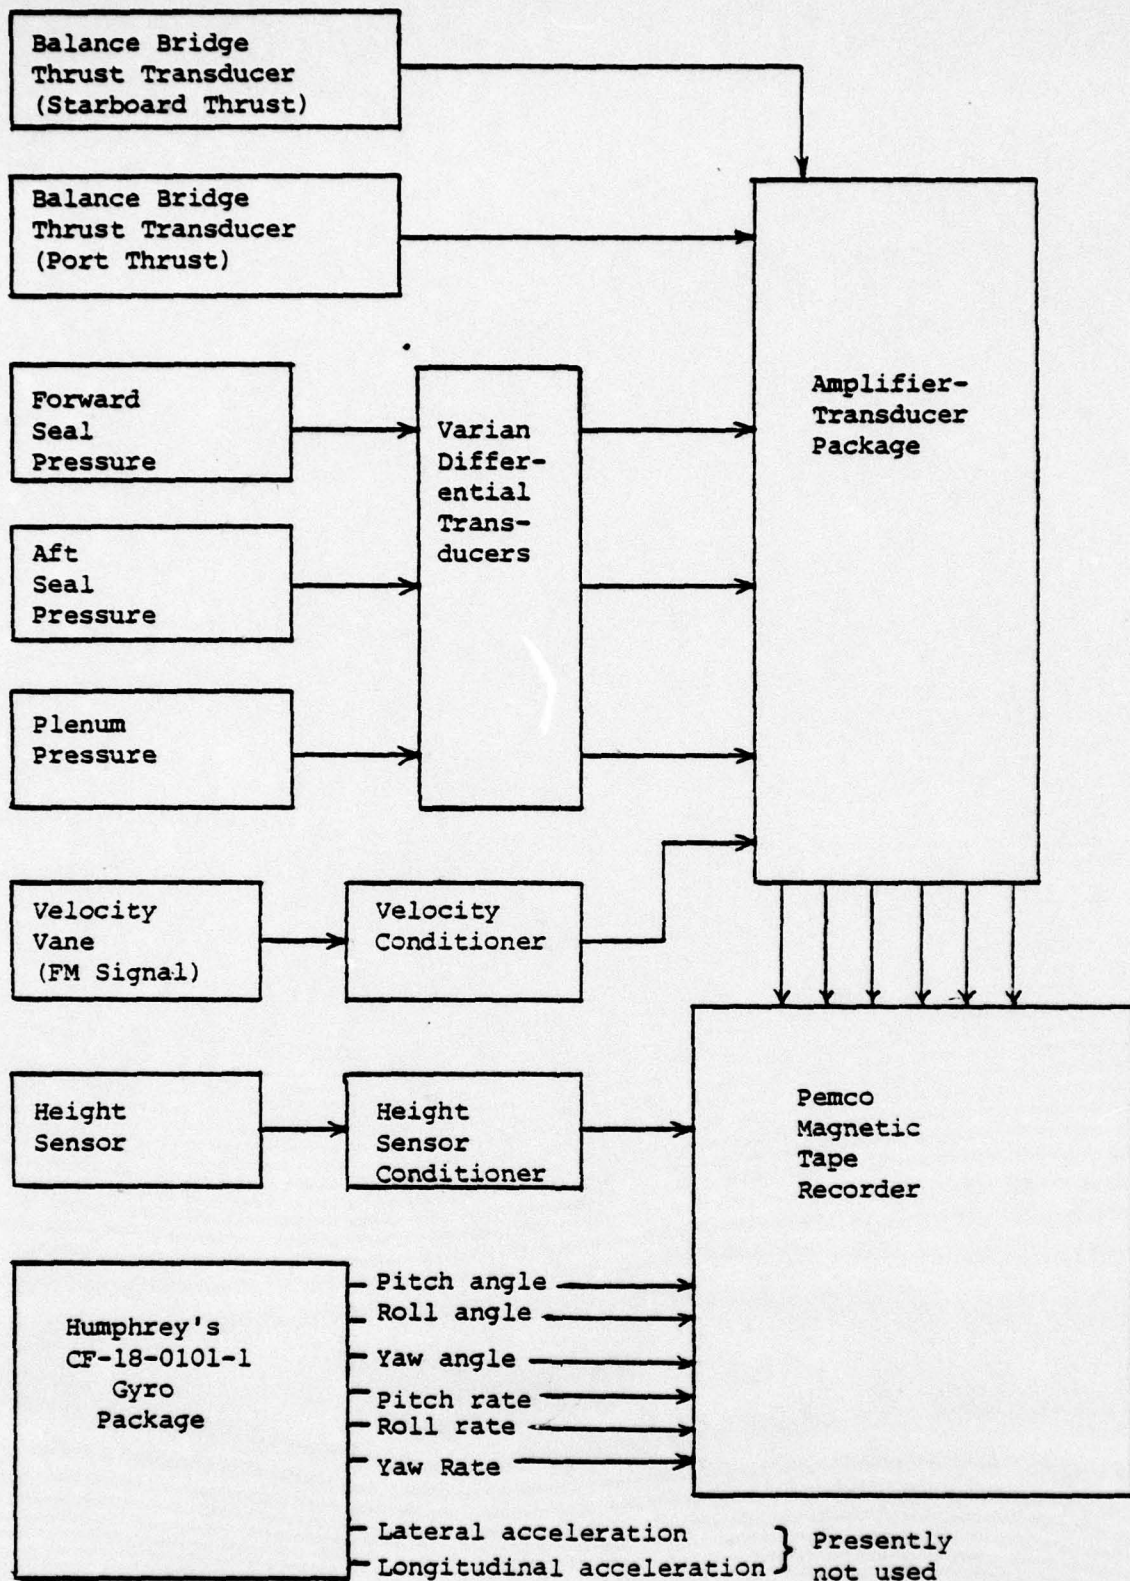 Balance Bridge
Thrust Transducer
(Starboard Thrust)
Balance Bridge
Thrust Transducer
(Port Thrust)
Forward
Seal
Pressure
Varian
Differ-
ential
Trans-
ducers
Amplifier-
Transducer
Package
Aft
Seal
Pressure
Plenum
Pressure
Velocity
Vane
(FM Signal)
Velocity
Conditioner
Height
Sensor
Height
Sensor
Conditioner
Pemco
Magnetic
Tape
Recorder
Humphrey's
CF-18-0101-1
Gyro
Package
Pitch angle
Roll angle
Yaw angle
Pitch rate
Roll rate
Yaw Rate
Lateral acceleration
Longitudinal acceleration
Presently
not used